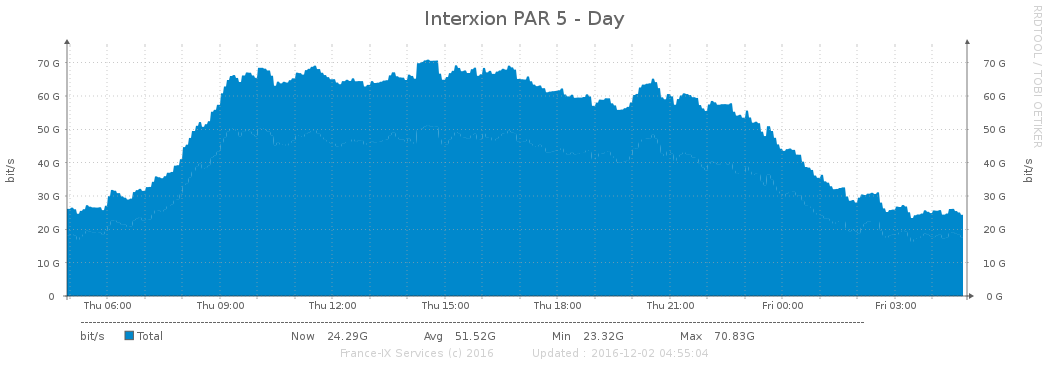 Interxion PAR 5 - Day
RRDTOOL / TOBI OETIKER
bit/s
70 G 70 G
60 G 60 G
50 G 50 G
40 G 40 G
30 G 30 G
20 G 20 G
10 G 10 G
0 0 G
bit/s
Thu 06:00 Thu 09:00 Thu 12:00 Thu 15:00 Thu 18:00 Thu 21:00 Fri 00:00 Fri 03:00
bit/s Total Now 24.29G Avg 51.52G Min 23.32G Max 70.83G
France-IX Services (c) 2016 Updated : 2016-12-02 04:55:04